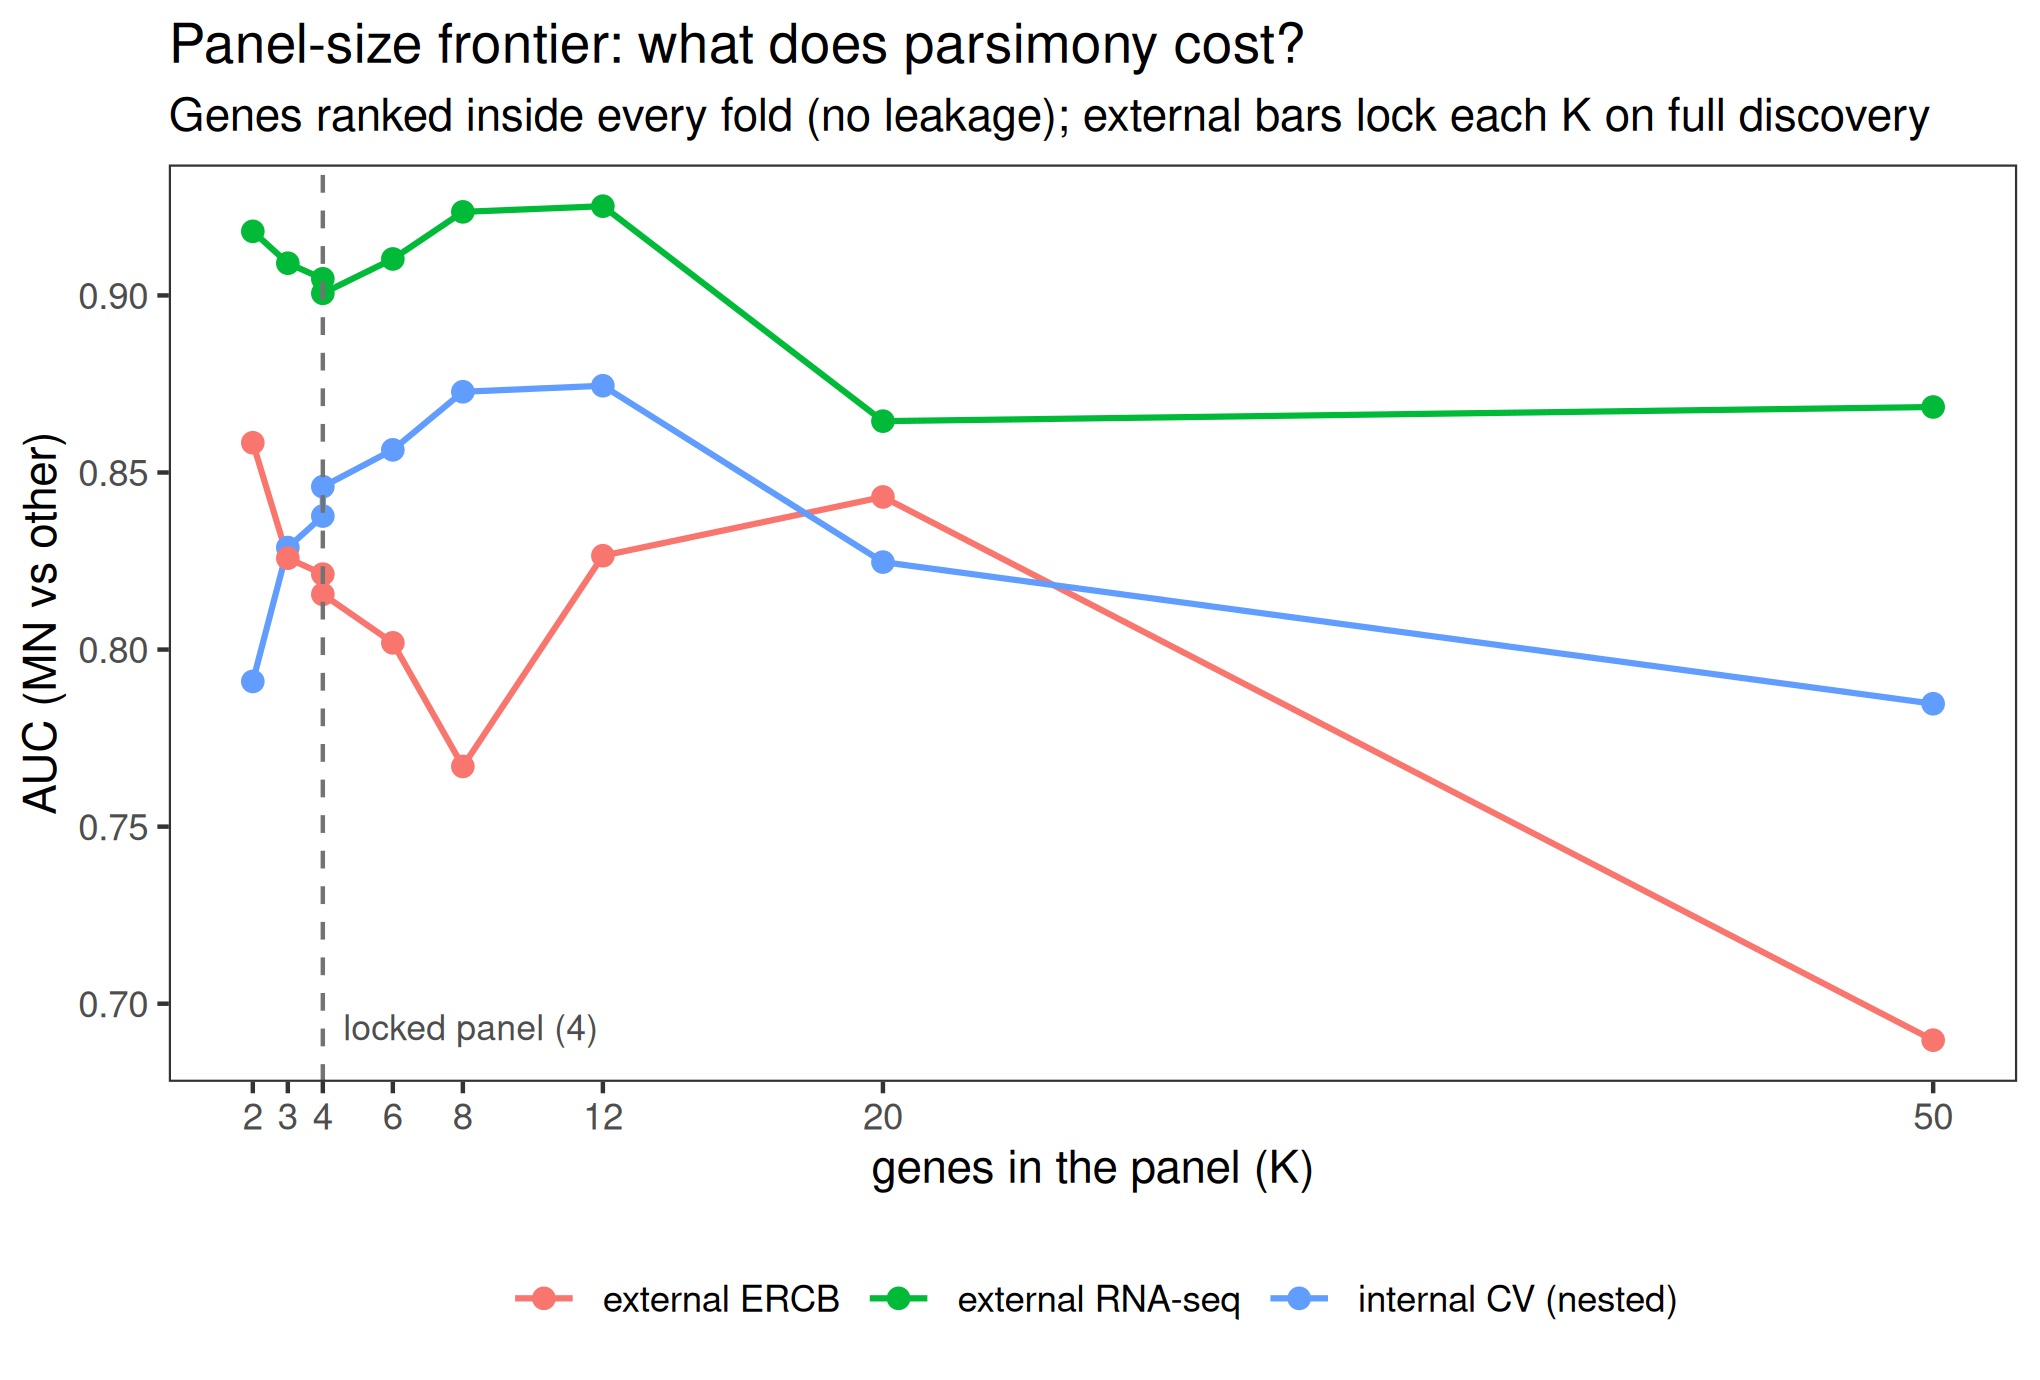 Panel-size frontier: what does parsimony cost?
Genes ranked inside every fold (no leakage); external bars lock each K on full discovery
AUC (MN vs other)
0.90
0.85
0.80
0.75
0.70
locked panel (4)
2 3 4 6 8 12 20 50
genes in the panel (K)
external ERCB external RNA-seq internal CV (nested)